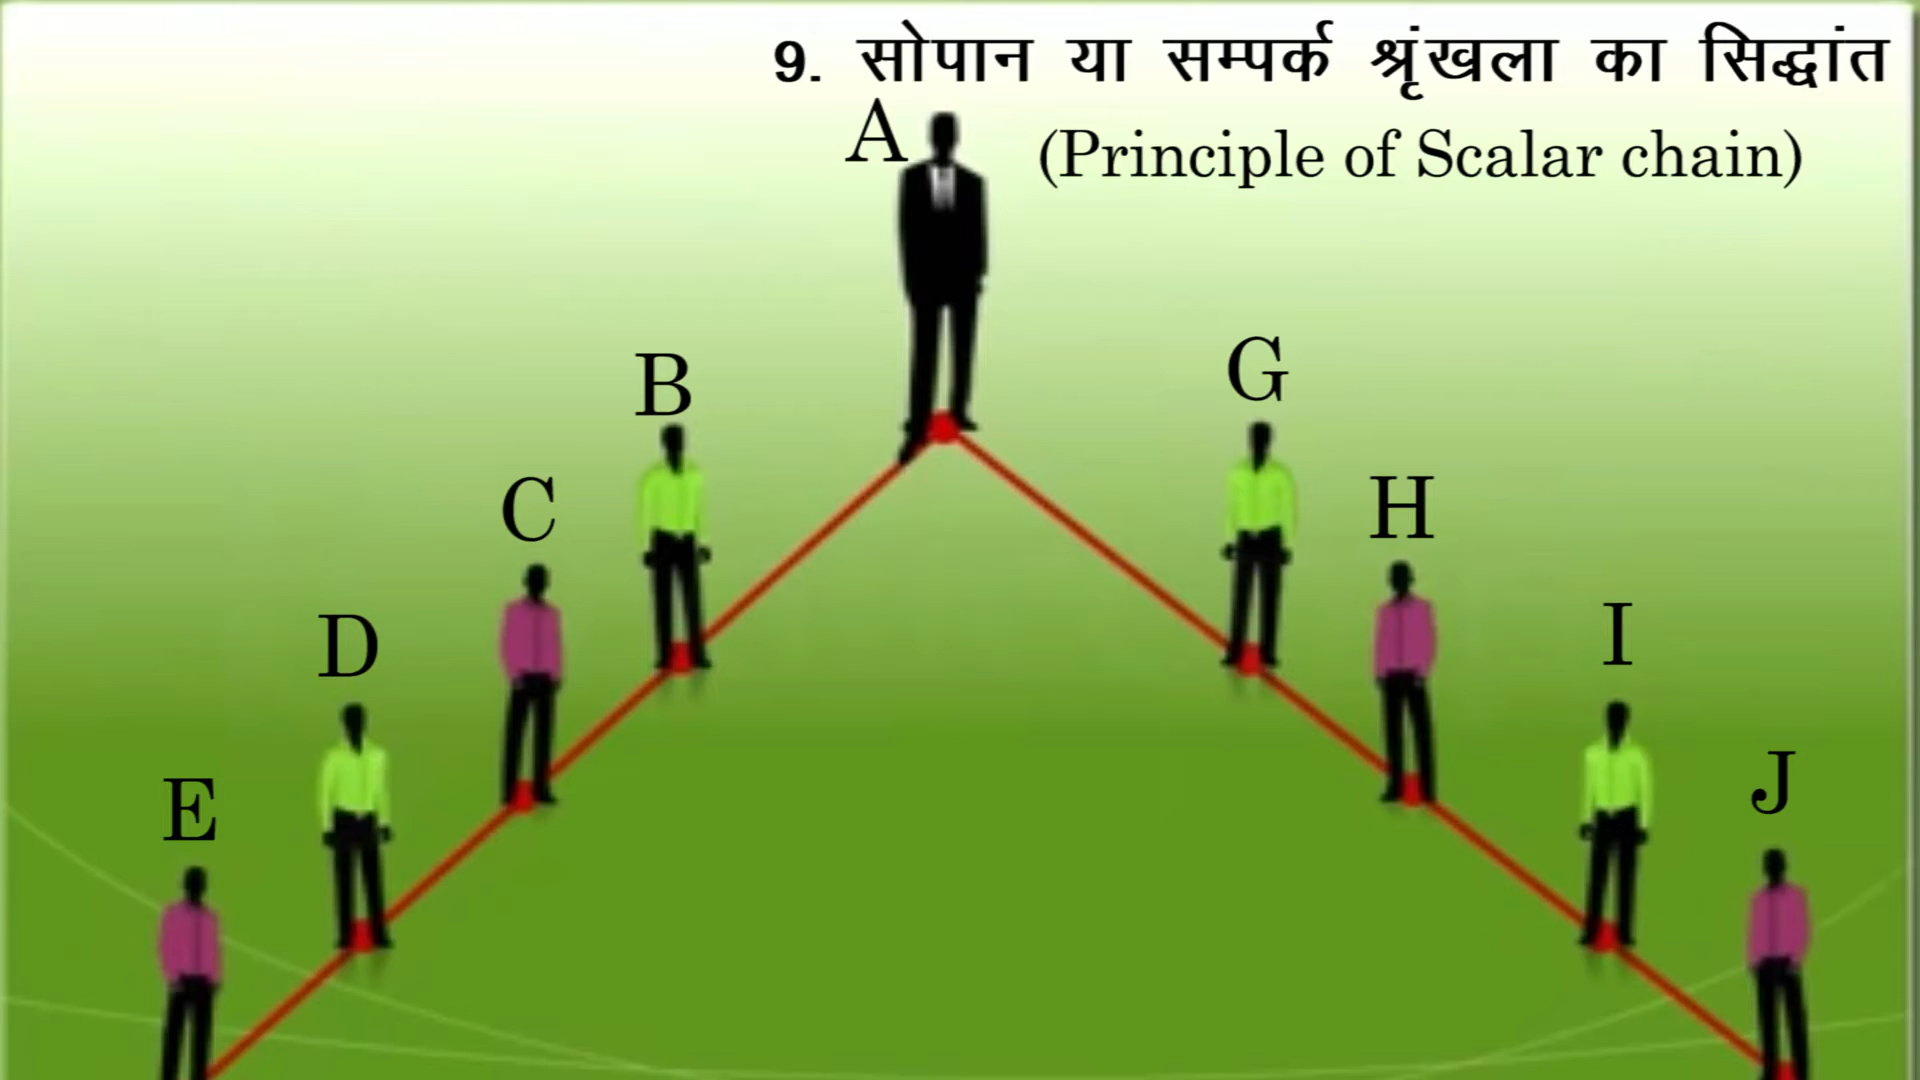 9. सोपान या सम्पर्क श्रृंखला का सिद्धांत
A (Principle of Scalar chain)
B G
C H
D I
E J